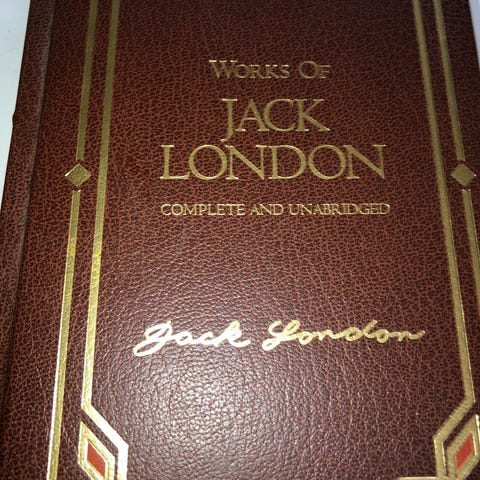 WORKS OF
JACK
LONDON
COMPLETE AND UNABRIDGED
Jack London